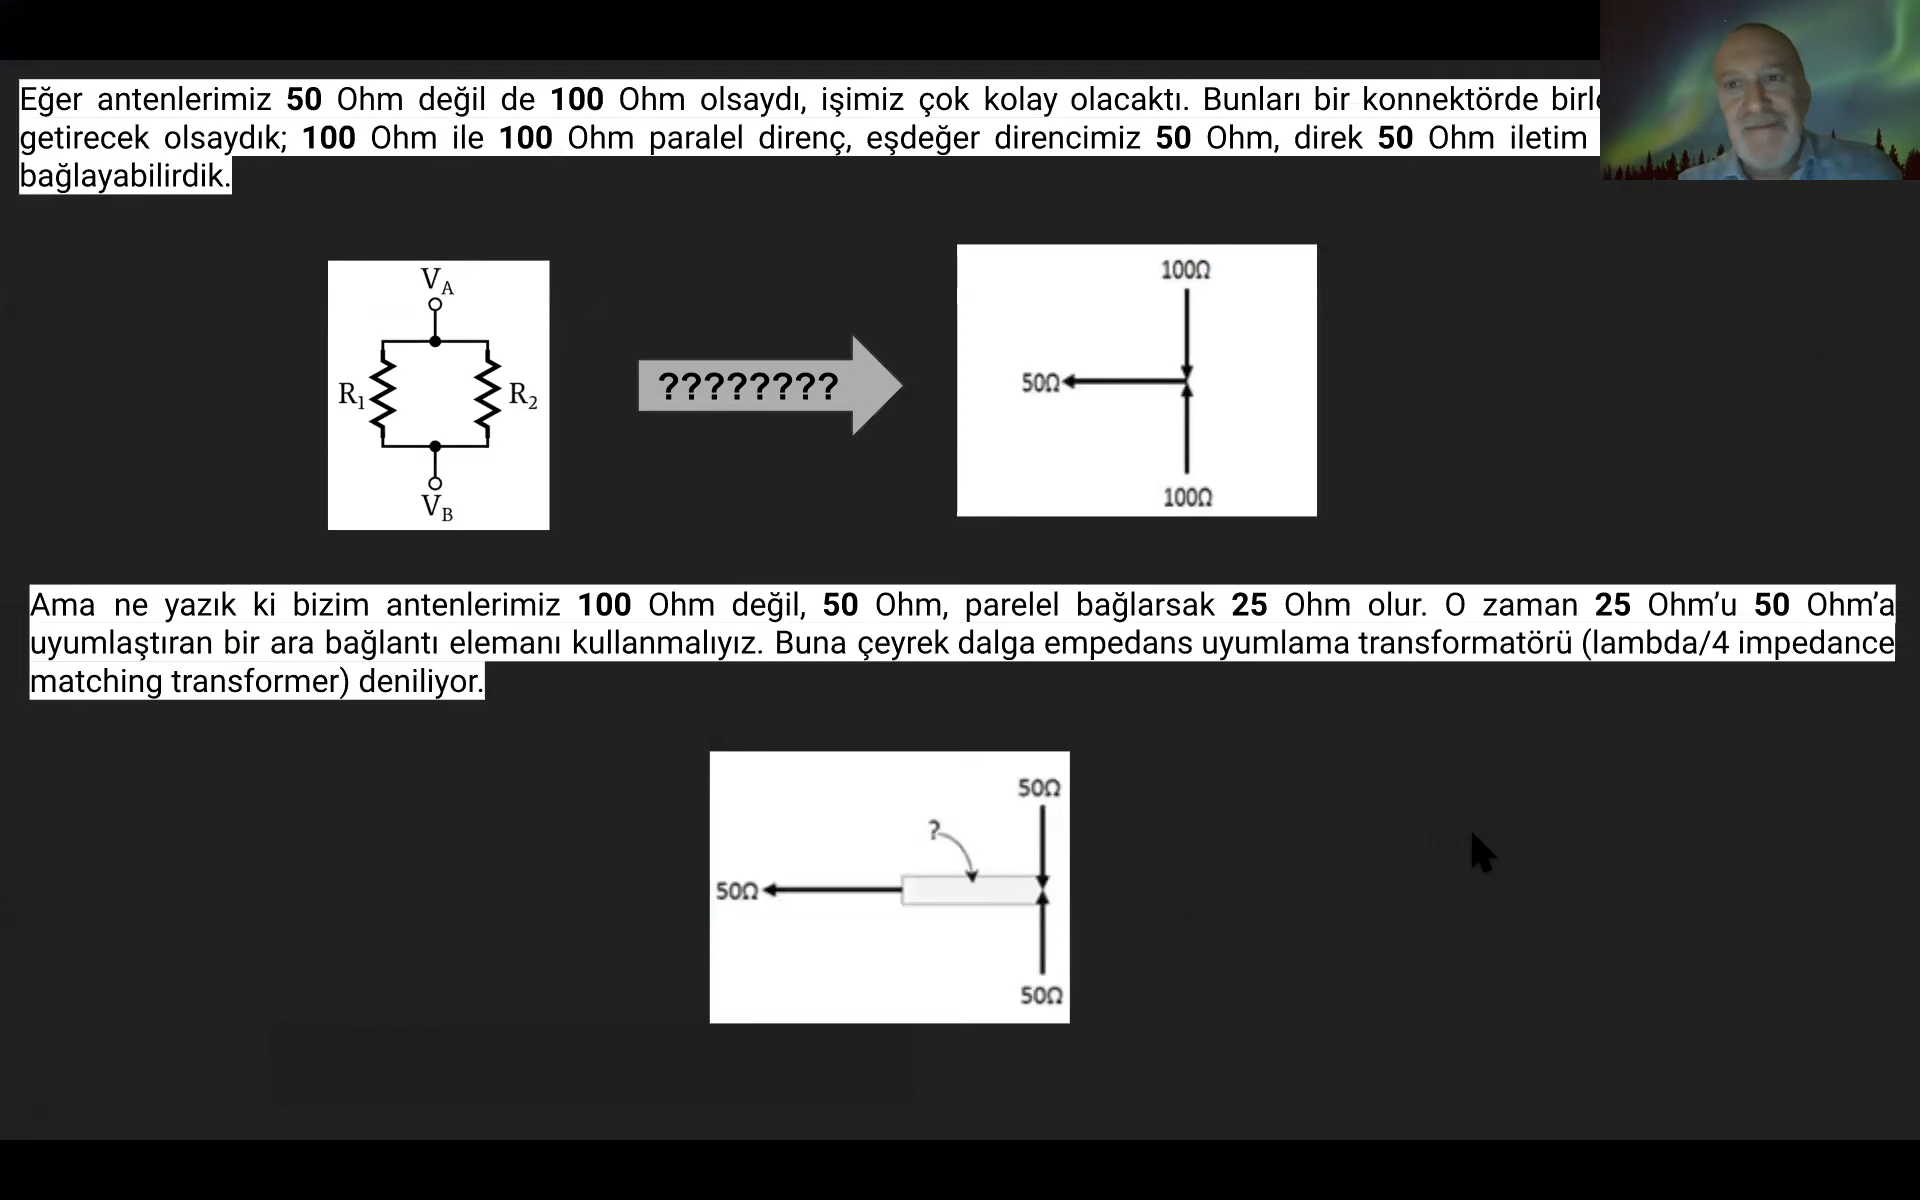 Eğer antenlerimiz 50 Ohm değil de 100 Ohm olsaydı, işimiz çok kolay olacaktı. Bunları bir konnektörde
getirecek olsaydık; 100 Ohm ile 100 Ohm paralel direnç, eşdeğer direncimiz 50 Ohm, direk 50 Ohm iletim
bağlayabilirdik.
V_A
R₁
R₂
V_B
????????
100Ω
50Ω
100Ω
Ama ne yazık ki bizim antenlerimiz 100 Ohm değil, 50 Ohm, parelel bağlarsak 25 Ohm olur. O zaman 25 Ohm’u 50 Ohm’a
uyumlaştıran bir ara bağlantı elemanı kullanmalıyız. Buna çeyrek dalga empedans uyumlama transformatörü (lambda/4 impedance
matching transformer) deniliyor.
50Ω
?
50Ω
50Ω